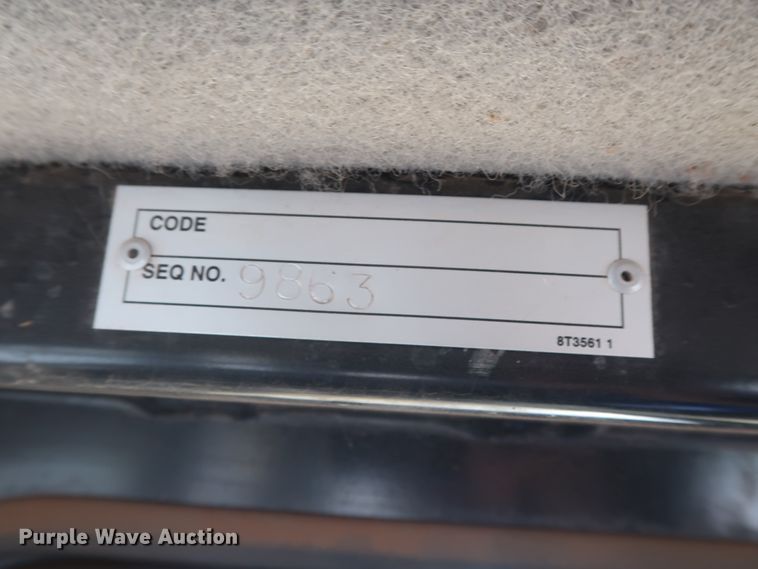 CODE
SEQ NO. 9863
8T3561 1
Purple Wave Auction